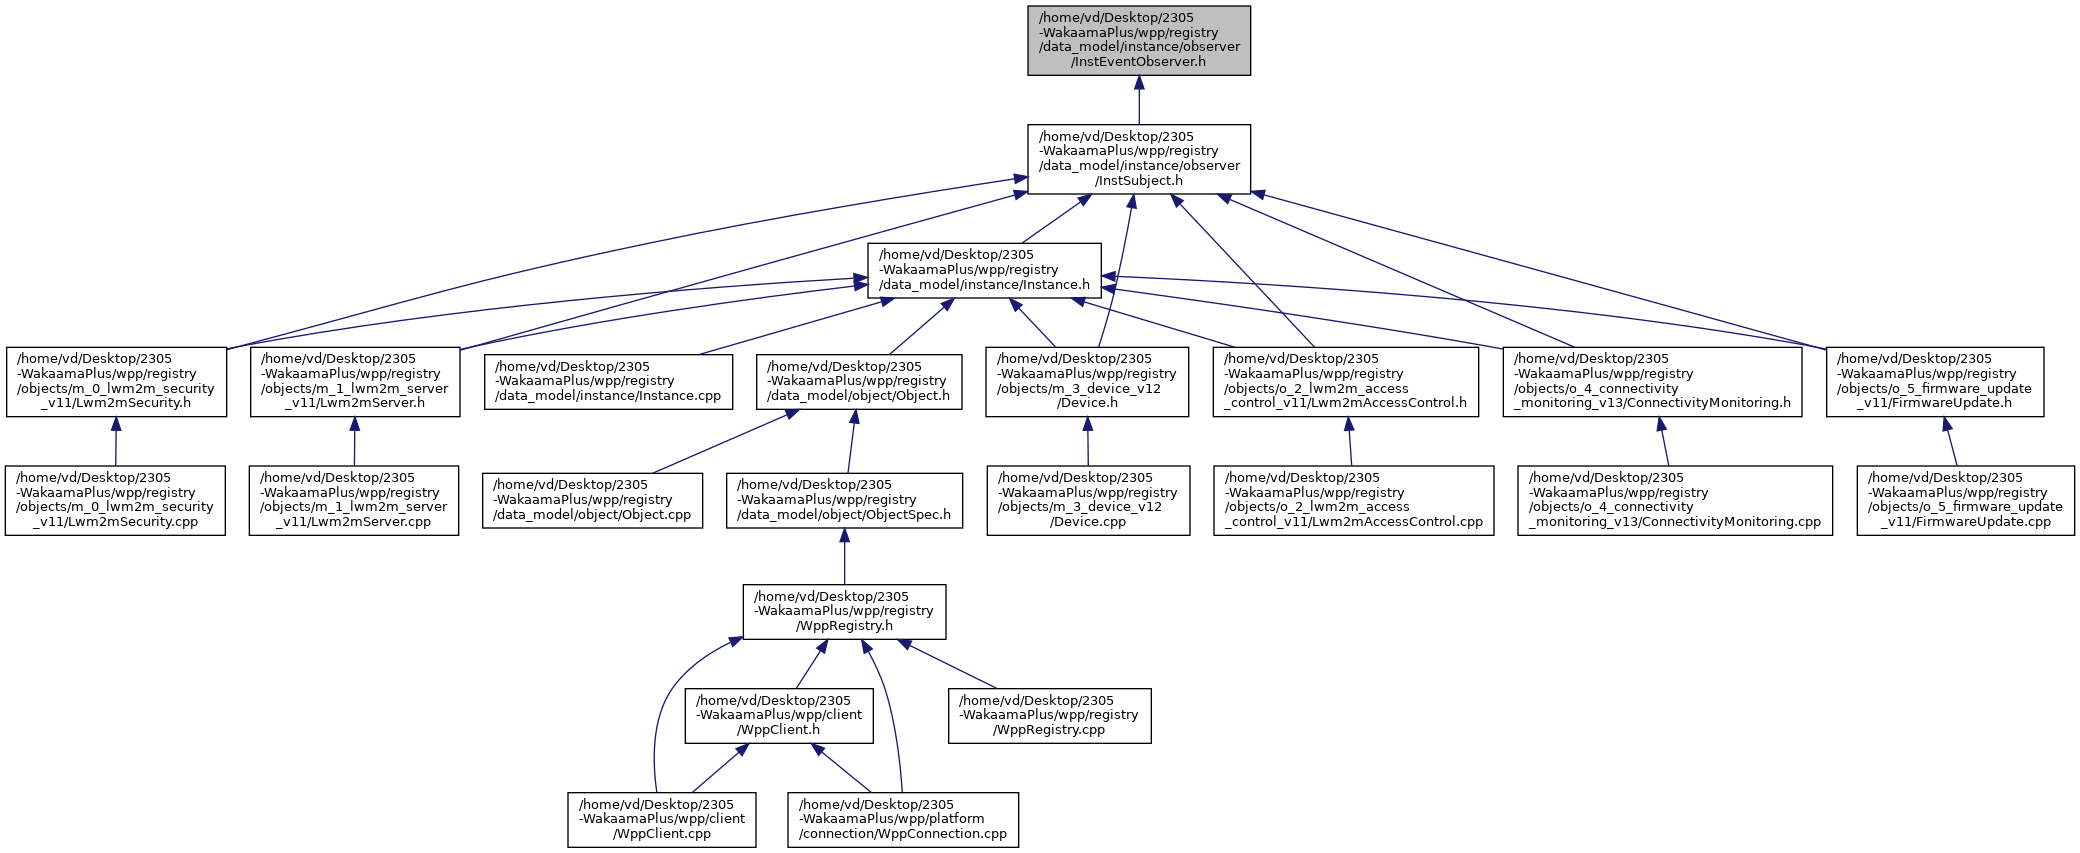 /home/vd/Desktop/2305
-WakaamaPlus/wpp/registry
/data_model/instance/observer
/InstEventObserver.h
/home/vd/Desktop/2305
-WakaamaPlus/wpp/registry
/data_model/instance/observer
/InstSubject.h
/home/vd/Desktop/2305
-WakaamaPlus/wpp/registry
/data_model/instance/Instance.h
/home/vd/Desktop/2305
-WakaamaPlus/wpp/registry
/objects/m_0_lwm2m_security
_v11/Lwm2mSecurity.h
/home/vd/Desktop/2305
-WakaamaPlus/wpp/registry
/objects/m_1_lwm2m_server
_v11/Lwm2mServer.h
/home/vd/Desktop/2305
-WakaamaPlus/wpp/registry
/data_model/instance/Instance.cpp
/home/vd/Desktop/2305
-WakaamaPlus/wpp/registry
/data_model/object/Object.h
/home/vd/Desktop/2305
-WakaamaPlus/wpp/registry
/objects/m_3_device_v12
/Device.h
/home/vd/Desktop/2305
-WakaamaPlus/wpp/registry
/objects/o_2_lwm2m_access
_control_v11/Lwm2mAccessControl.h
/home/vd/Desktop/2305
-WakaamaPlus/wpp/registry
/objects/o_4_connectivity
_monitoring_v13/ConnectivityMonitoring.h
/home/vd/Desktop/2305
-WakaamaPlus/wpp/registry
/objects/o_5_firmware_update
_v11/FirmwareUpdate.h
/home/vd/Desktop/2305
-WakaamaPlus/wpp/registry
/objects/m_0_lwm2m_security
_v11/Lwm2mSecurity.cpp
/home/vd/Desktop/2305
-WakaamaPlus/wpp/registry
/objects/m_1_lwm2m_server
_v11/Lwm2mServer.cpp
/home/vd/Desktop/2305
-WakaamaPlus/wpp/registry
/data_model/object/Object.cpp
/home/vd/Desktop/2305
-WakaamaPlus/wpp/registry
/data_model/object/ObjectSpec.h
/home/vd/Desktop/2305
-WakaamaPlus/wpp/registry
/objects/m_3_device_v12
/Device.cpp
/home/vd/Desktop/2305
-WakaamaPlus/wpp/registry
/objects/o_2_lwm2m_access
_control_v11/Lwm2mAccessControl.cpp
/home/vd/Desktop/2305
-WakaamaPlus/wpp/registry
/objects/o_4_connectivity
_monitoring_v13/ConnectivityMonitoring.cpp
/home/vd/Desktop/2305
-WakaamaPlus/wpp/registry
/objects/o_5_firmware_update
_v11/FirmwareUpdate.cpp
/home/vd/Desktop/2305
-WakaamaPlus/wpp/registry
/WppRegistry.h
/home/vd/Desktop/2305
-WakaamaPlus/wpp/client
/WppClient.h
/home/vd/Desktop/2305
-WakaamaPlus/wpp/registry
/WppRegistry.cpp
/home/vd/Desktop/2305
-WakaamaPlus/wpp/client
/WppClient.cpp
/home/vd/Desktop/2305
-WakaamaPlus/wpp/platform
/connection/WppConnection.cpp